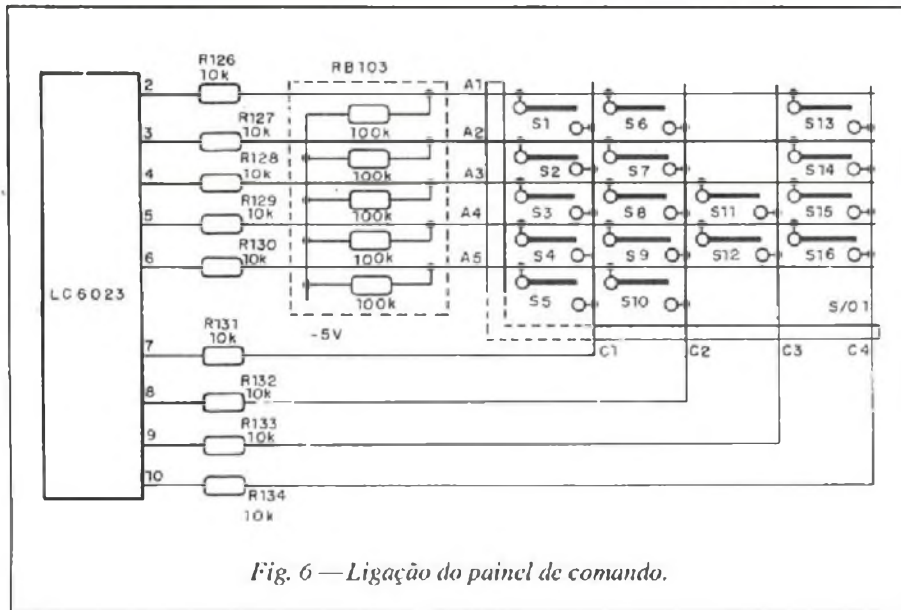 R126
10k
RB103
2
A1
100k
S1
S6
S13
3
R127
10k
A2
100k
S2
S7
S14
4
R128
10k
A3
100k
S3
S8
S11
S15
5
R129
10k
A4
100k
S4
S9
S12
S16
6
R130
10k
A5
100k
S5
S10
LC6023
-5V
S/01
7
R131
10k
C1
C2
C3
C4
8
R132
10k
9
R133
10k
10
R134
10k
Fig. 6 — Ligação do painel de comando.